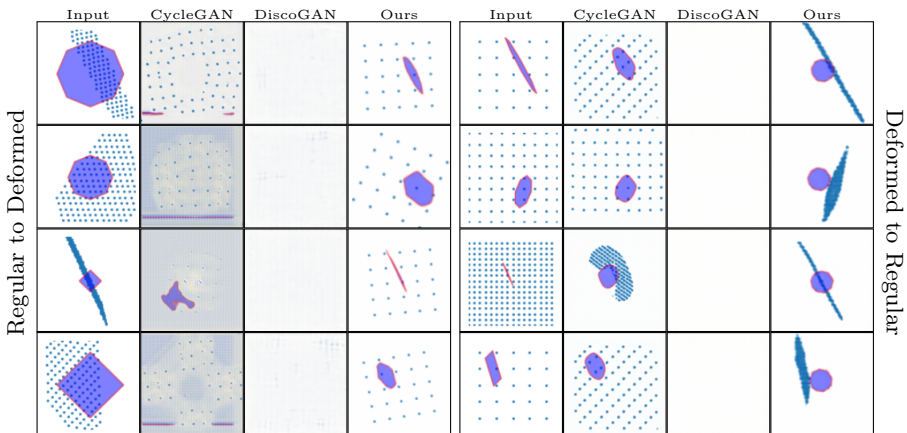 Input CycleGAN DiscoGAN Ours Input CycleGAN DiscoGAN Ours
Regular to Deformed
Deformed to Regular